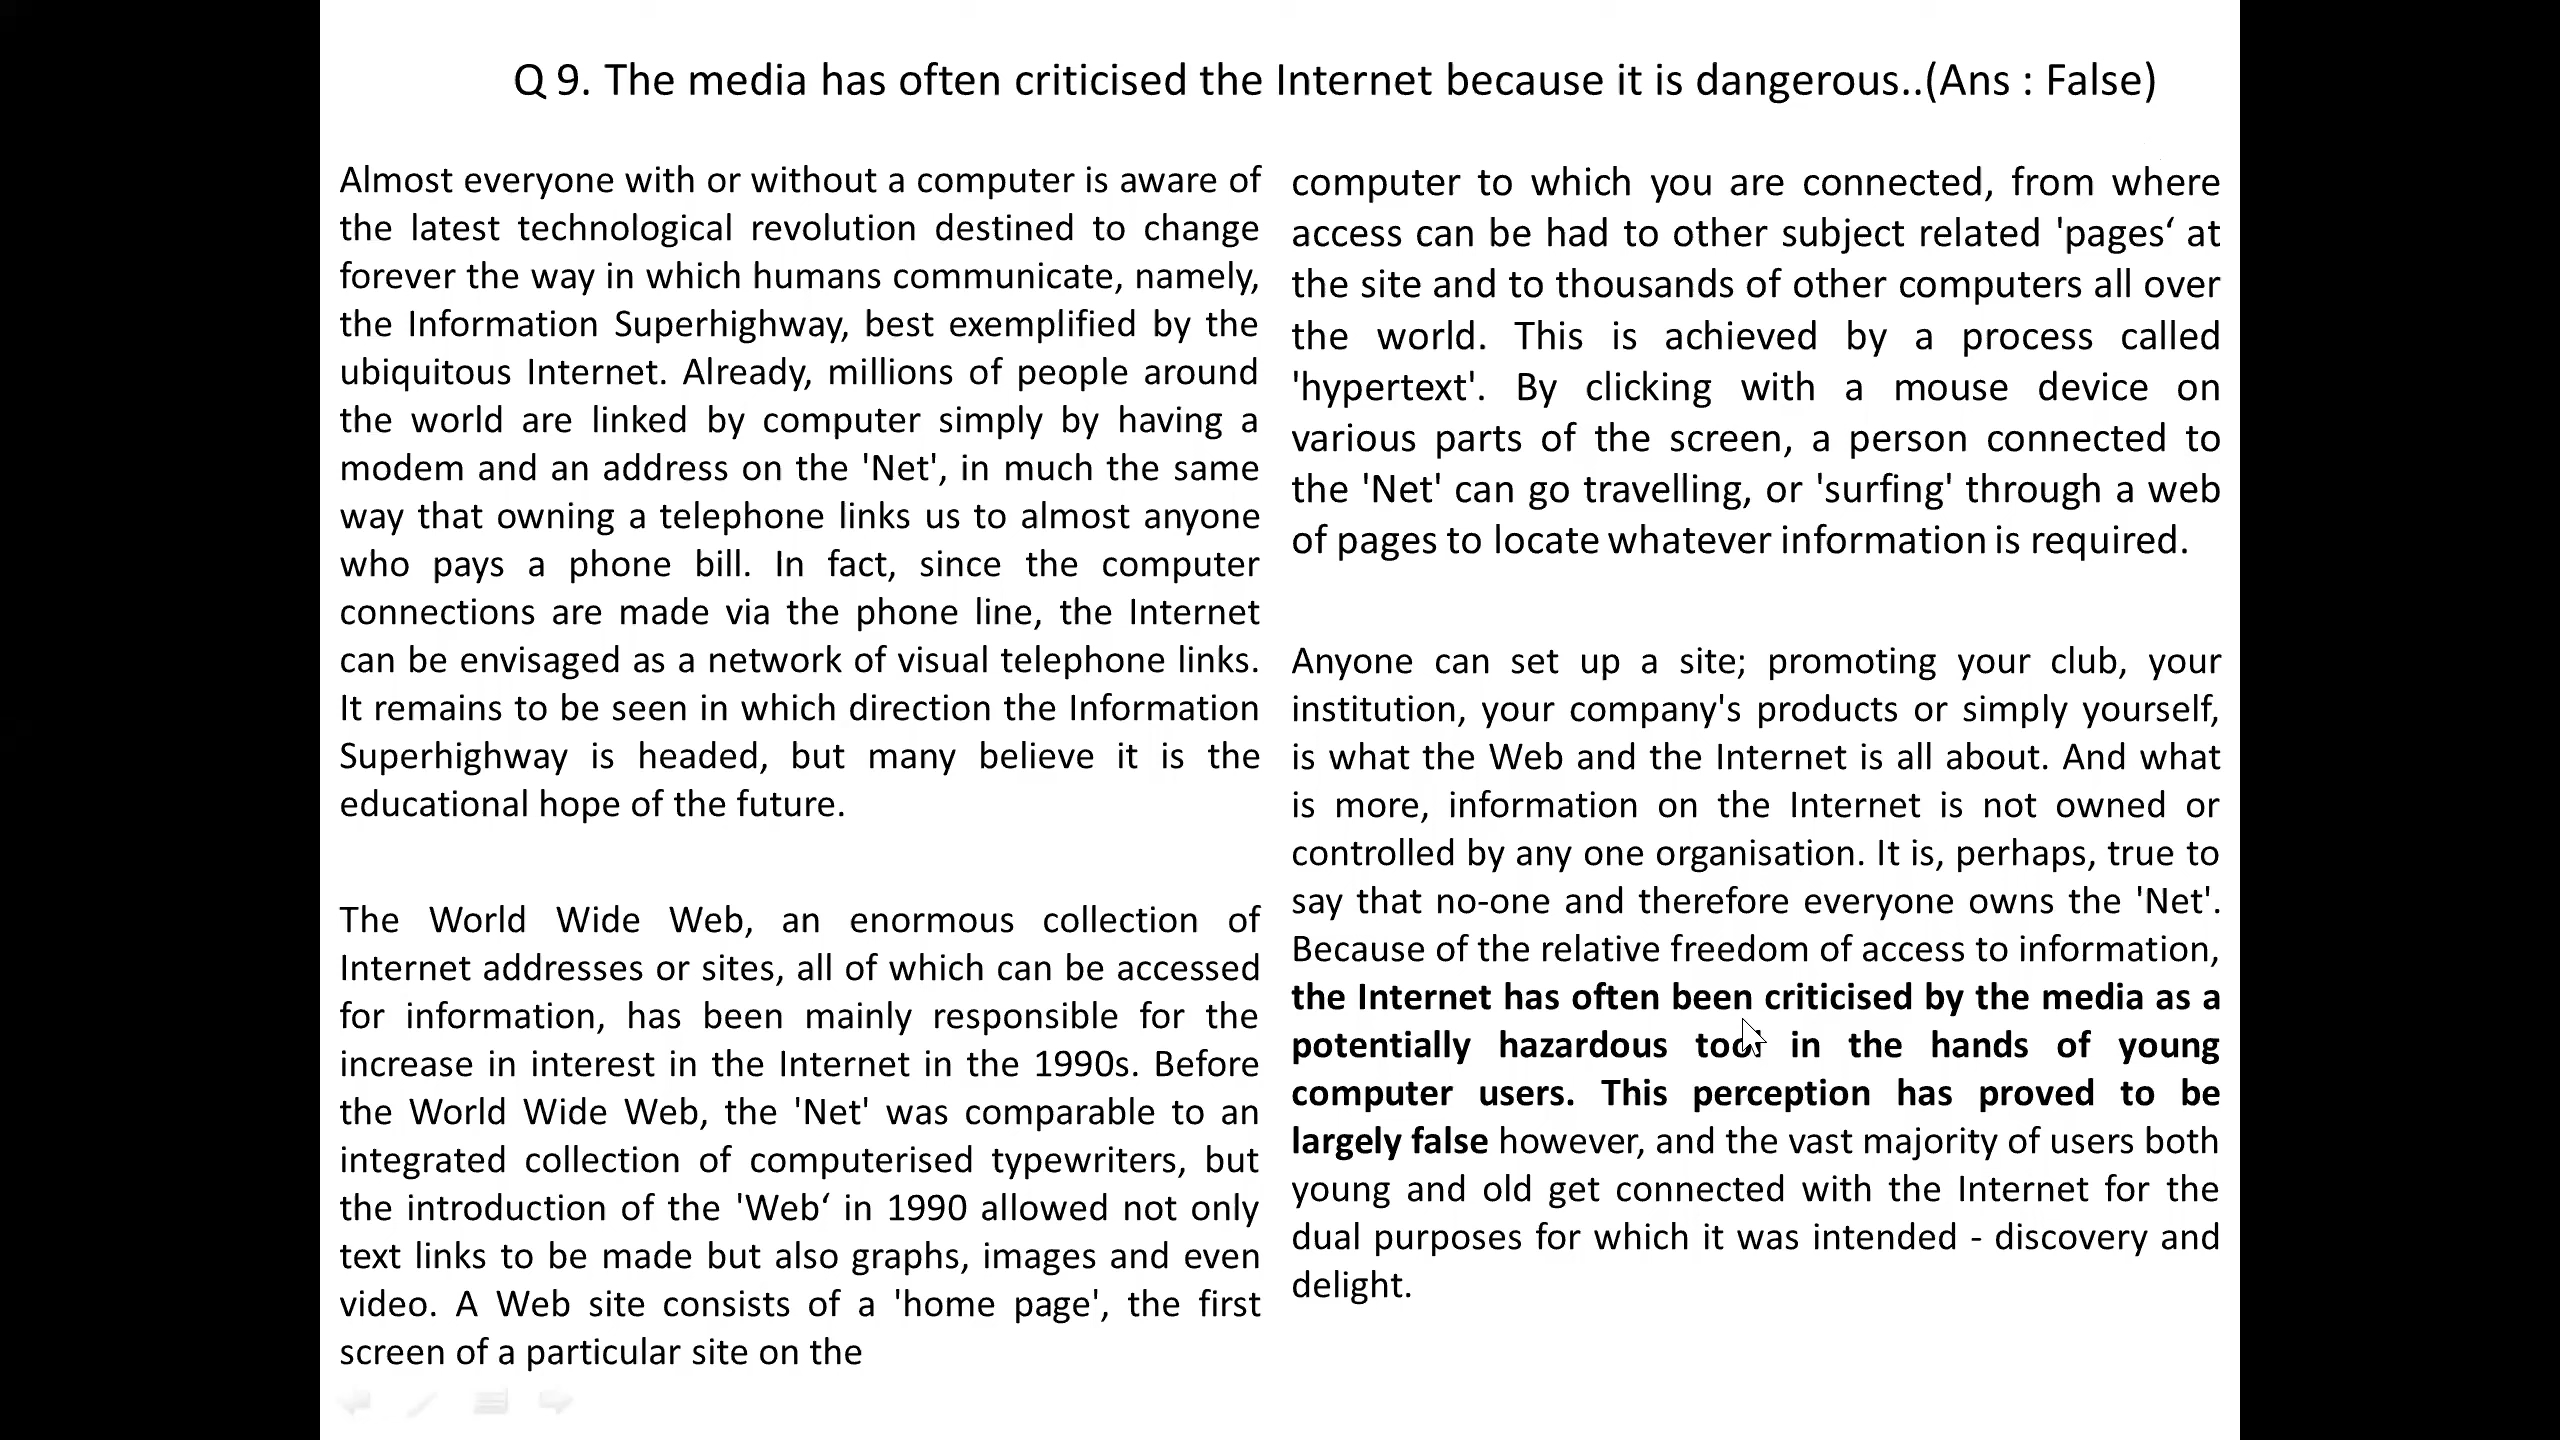 Q 9. The media has often criticised the Internet because it is dangerous..(Ans : False)
Almost everyone with or without a computer is aware of
the latest technological revolution destined to change
forever the way in which humans communicate, namely,
the Information Superhighway, best exemplified by the
ubiquitous Internet. Already, millions of people around
the world are linked by computer simply by having a
modem and an address on the 'Net', in much the same
way that owning a telephone links us to almost anyone
who pays a phone bill. In fact, since the computer
connections are made via the phone line, the Internet
can be envisaged as a network of visual telephone links.
It remains to be seen in which direction the Information
Superhighway is headed, but many believe it is the
educational hope of the future.
The World Wide Web, an enormous collection of
Internet addresses or sites, all of which can be accessed
for information, has been mainly responsible for the
increase in interest in the Internet in the 1990s. Before
the World Wide Web, the 'Net' was comparable to an
integrated collection of computerised typewriters, but
the introduction of the 'Web‘ in 1990 allowed not only
text links to be made but also graphs, images and even
video. A Web site consists of a 'home page', the first
screen of a particular site on the
computer to which you are connected, from where
access can be had to other subject related 'pages‘ at
the site and to thousands of other computers all over
the world. This is achieved by a process called
'hypertext'. By clicking with a mouse device on
various parts of the screen, a person connected to
the 'Net' can go travelling, or 'surfing' through a web
of pages to locate whatever information is required.
Anyone can set up a site; promoting your club, your
institution, your company's products or simply yourself,
is what the Web and the Internet is all about. And what
is more, information on the Internet is not owned or
controlled by any one organisation. It is, perhaps, true to
say that no-one and therefore everyone owns the 'Net'.
Because of the relative freedom of access to information,
the Internet has often been criticised by the media as a
potentially hazardous tool in the hands of young
computer users. This perception has proved to be
largely false however, and the vast majority of users both
young and old get connected with the Internet for the
dual purposes for which it was intended - discovery and
delight.